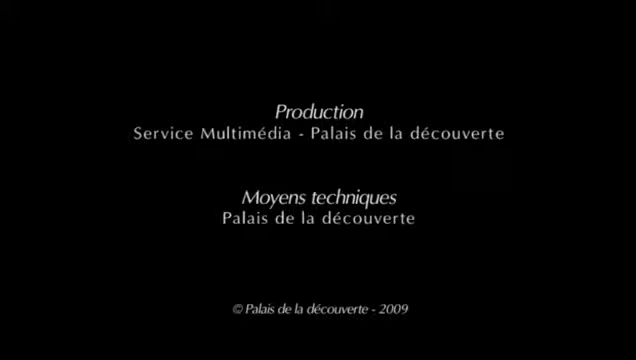 Production
Service Multimédia - Palais de la découverte
Moyens techniques
Palais de la découverte
© Palais de la découverte - 2009